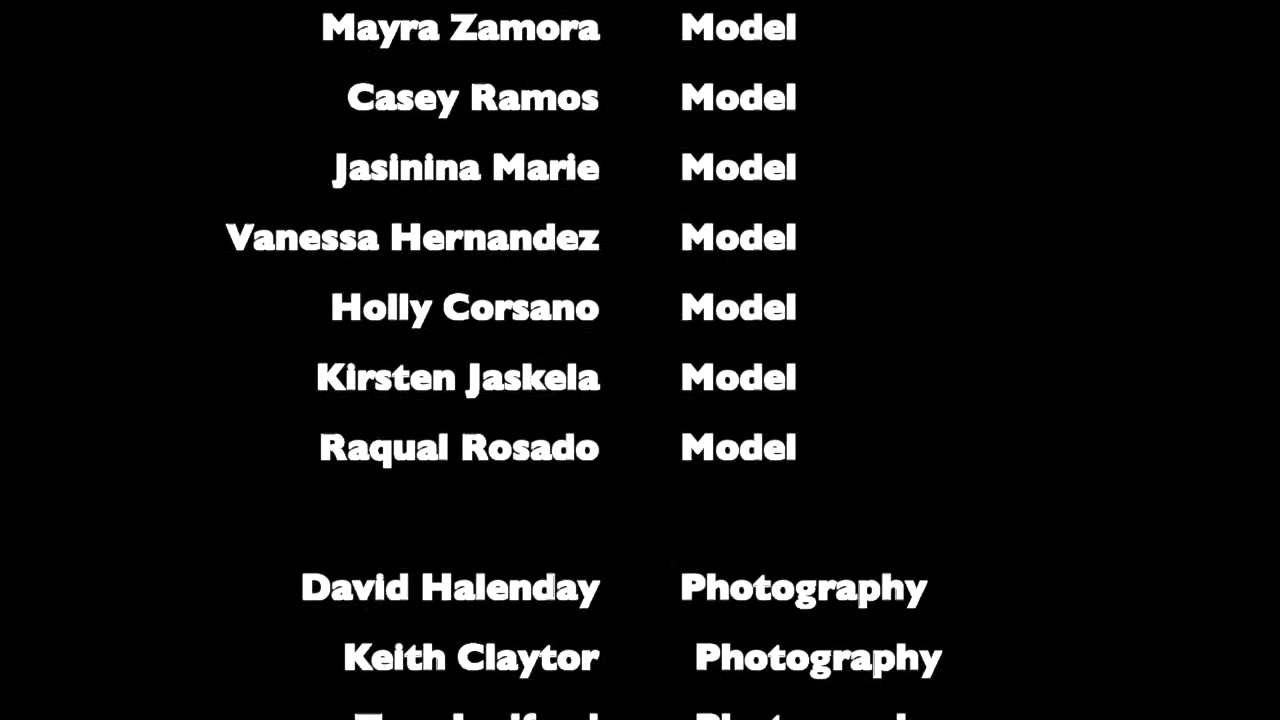 Mayra Zamora Model
Casey Ramos Model
Jasinina Marie Model
Vanessa Hernandez Model
Holly Corsano Model
Kirsten Jaskela Model
Raqual Rosado Model
David Halenday Photography
Keith Claytor Photography